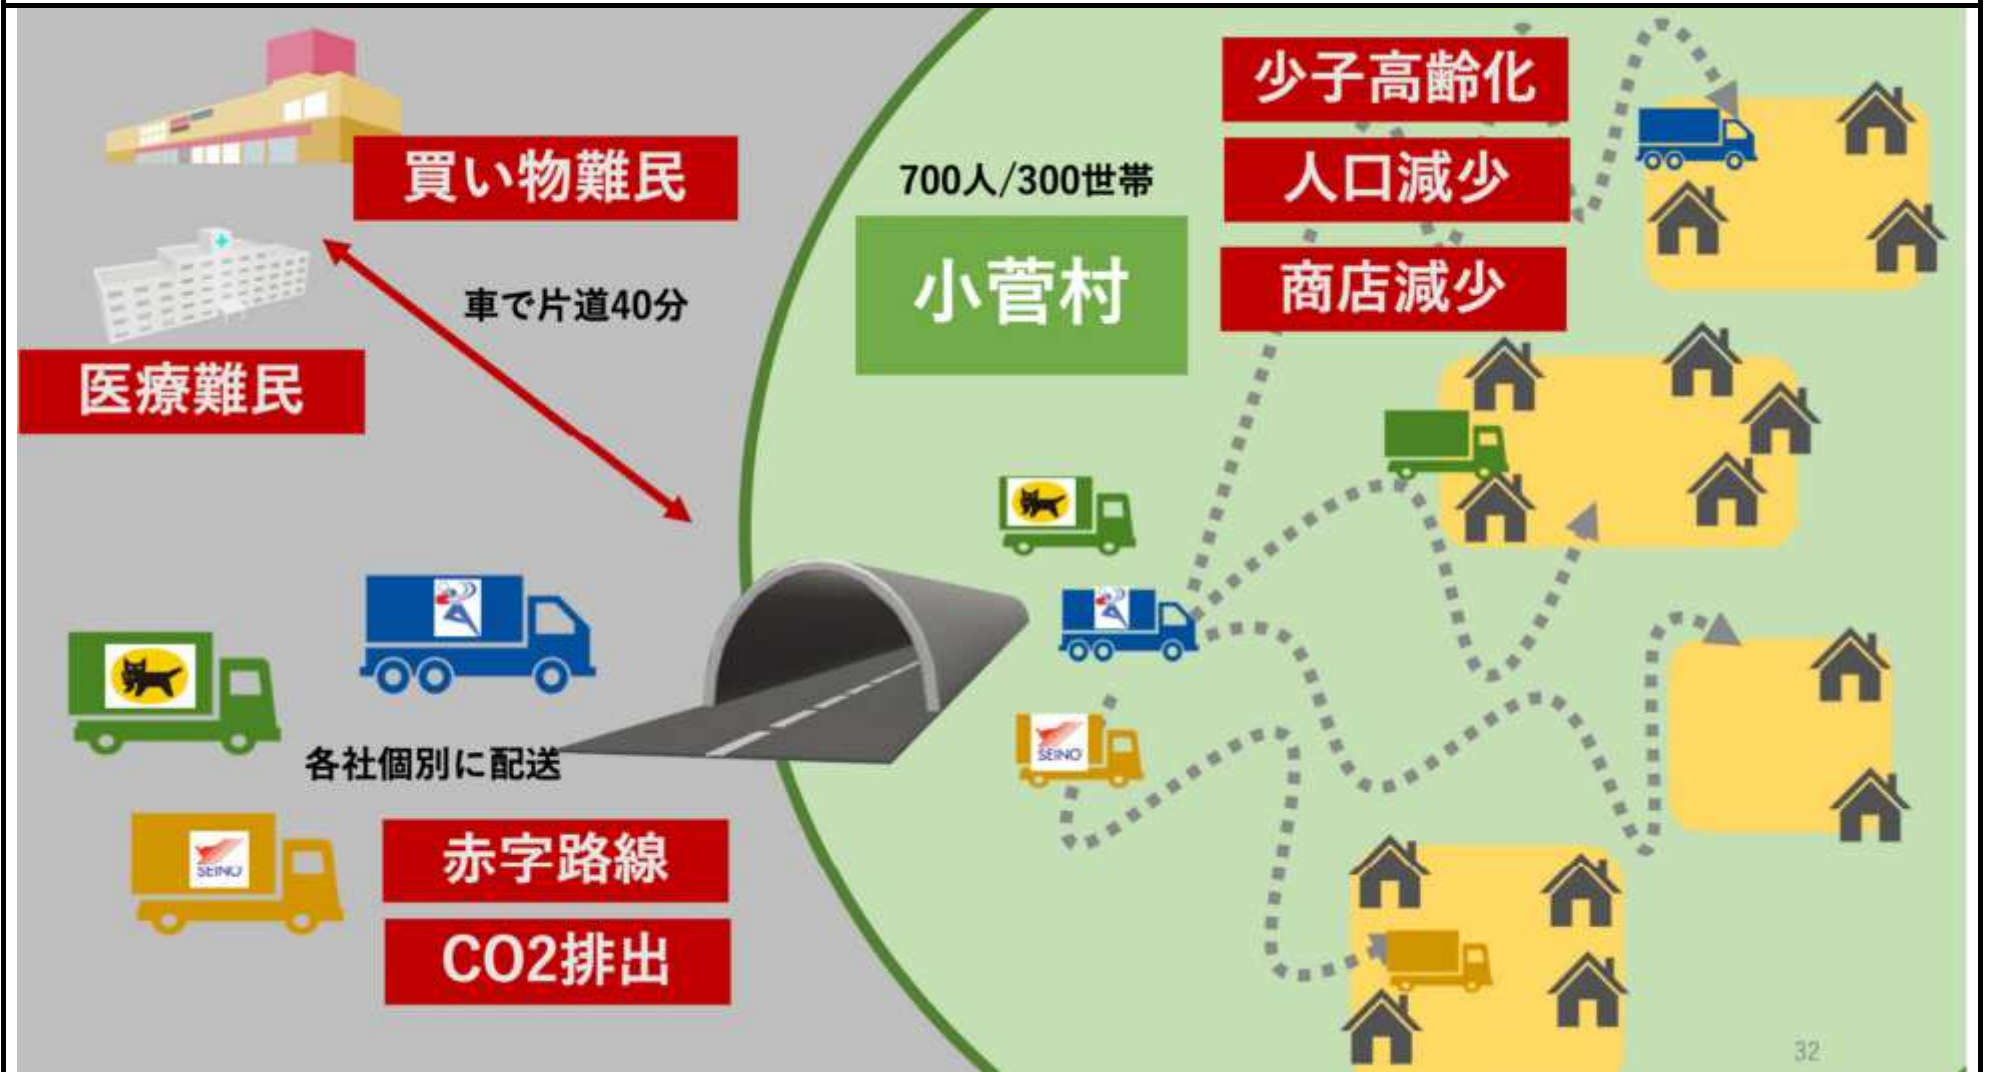 少子高齢化
人口減少
商店減少
700人/300世帯
小菅村
買い物難民
車で片道40分
医療難民
各社個別に配送
SEINO
SEINO
赤字路線
CO2排出
32